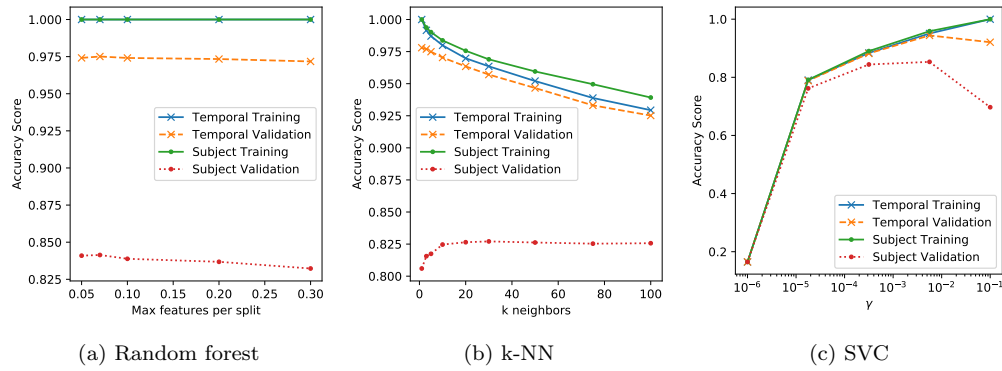 1.000
0.975
0.950
0.925
0.900
0.875
0.850
0.825
Accuracy Score
Temporal Training
Temporal Validation
Subject Training
Subject Validation
0.05 0.10 0.15 0.20 0.25 0.30
Max features per split
(a) Random forest
1.000
0.975
0.950
0.925
0.900
0.875
0.850
0.825
0.800
Accuracy Score
Temporal Training
Temporal Validation
Subject Training
Subject Validation
0 20 40 60 80 100
k neighbors
(b) k-NN
1.0
0.8
0.6
0.4
0.2
Accuracy Score
Temporal Training
Temporal Validation
Subject Training
Subject Validation
10⁻⁶ 10⁻⁵ 10⁻⁴ 10⁻³ 10⁻² 10⁻¹
γ
(c) SVC